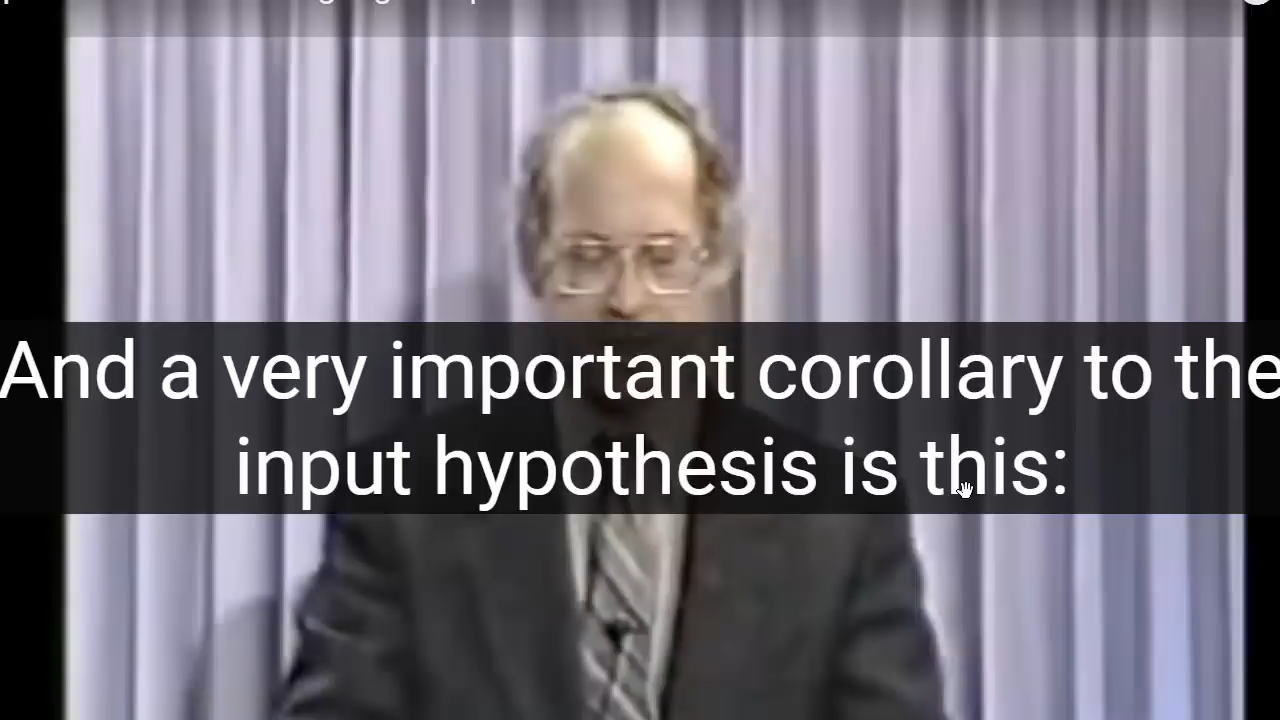 And a very important corollary to the
input hypothesis is this: